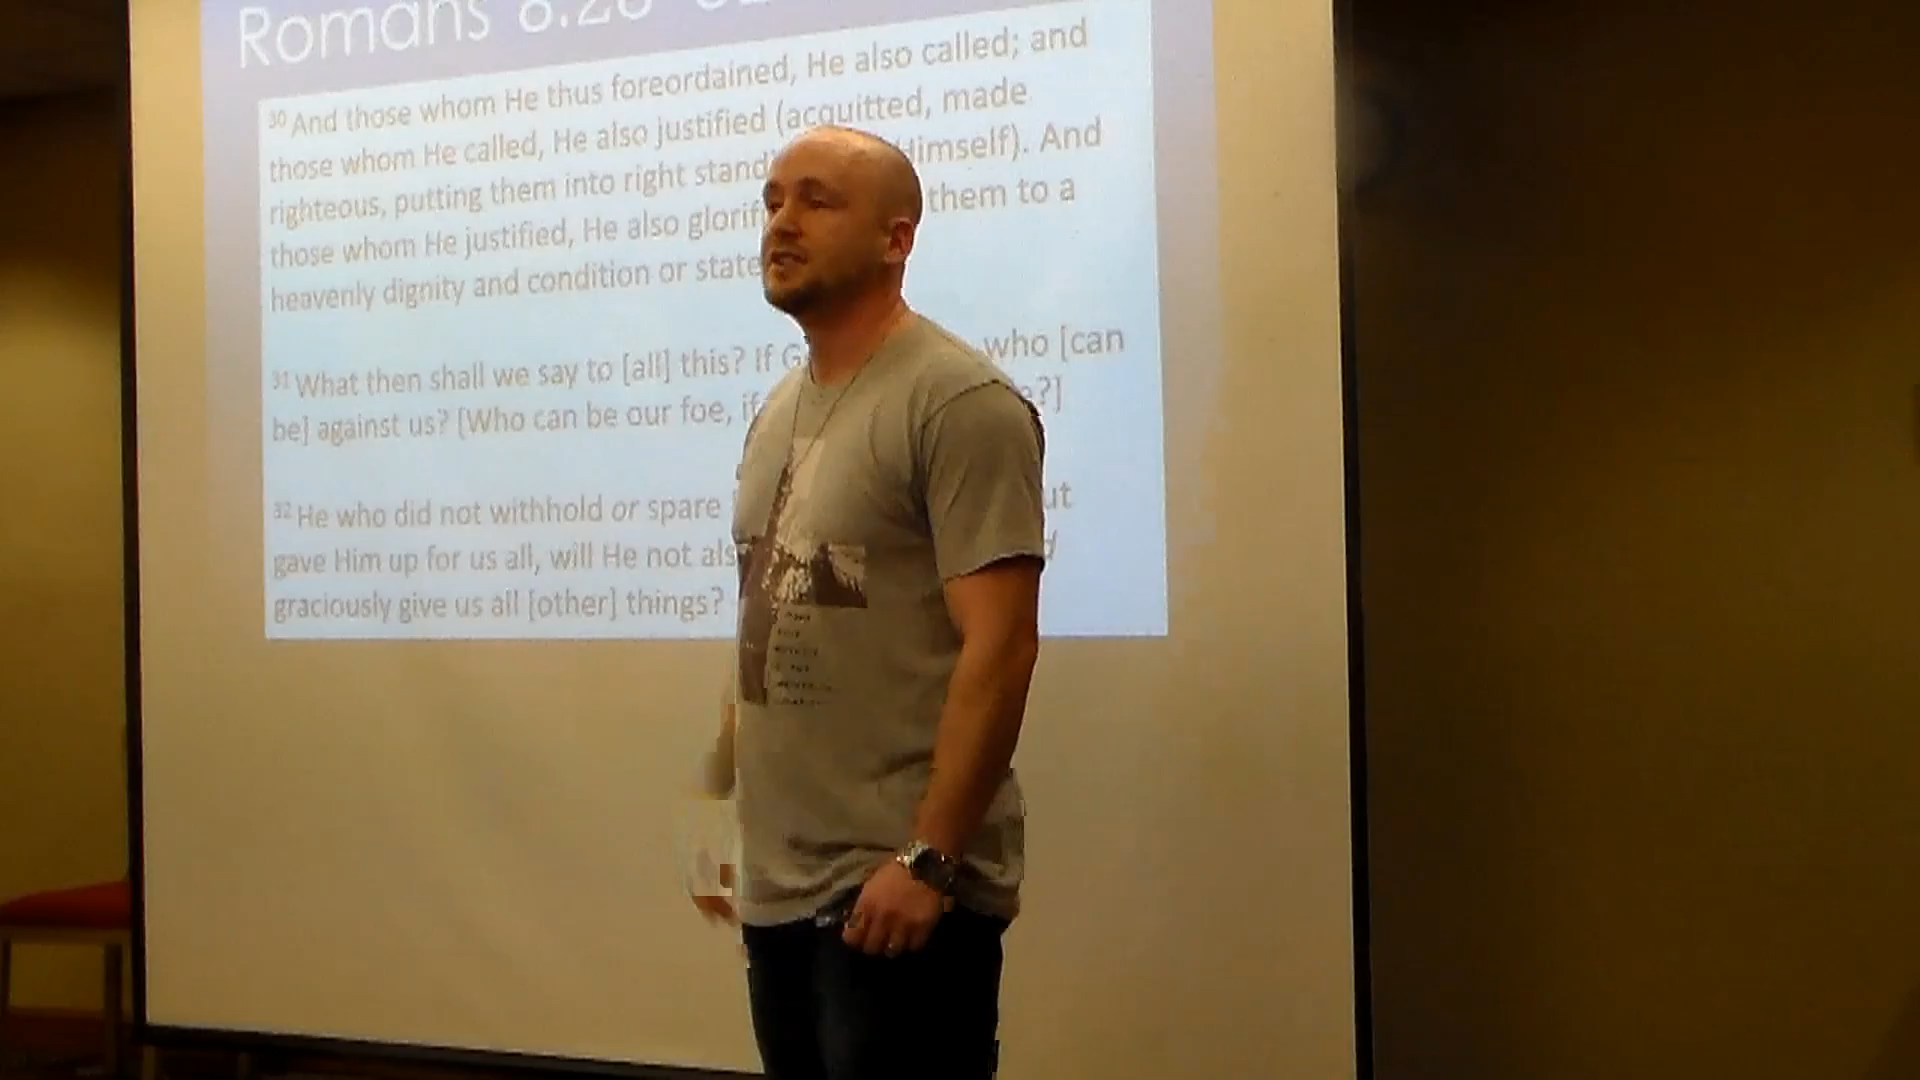 Romans 8:28
30 And those whom He thus foreordained, He also called; and
those whom He called, He also justified (acquitted, made
righteous, putting them into right Himself). And
those whom He justified, He also them to a
heavenly dignity and condition or state
31 What then shall we say to [all] this? If who [can
be] against us? [Who can be our foe, if ?]
32 He who did not withhold or spare
gave Him up for us all, will He not
graciously give us all [other] things?